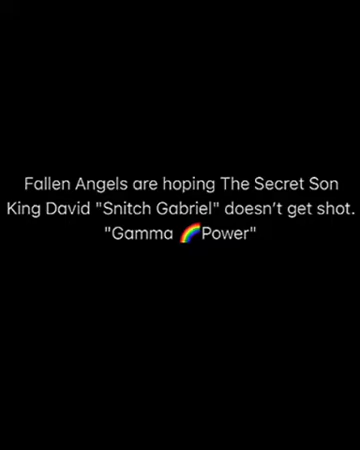 Fallen Angels are hoping The Secret Son
King David "Snitch Gabriel" doesn't get shot.
"Gamma 🌈Power"